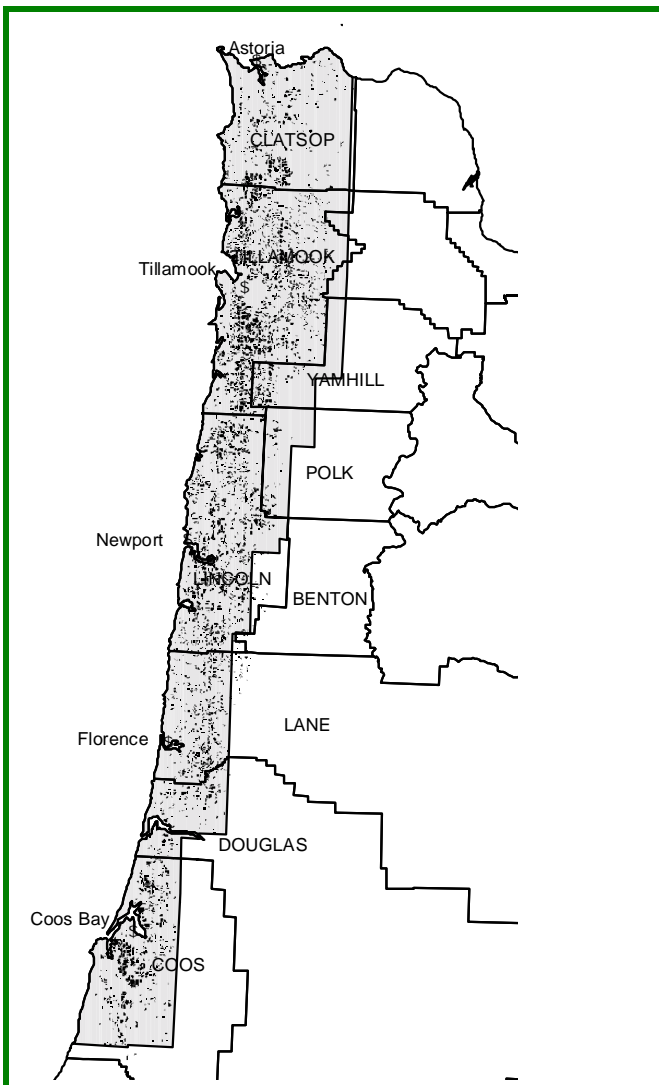 Astoria
$
CLATSOP
TILLAMOOK
Tillamook
$
YAMHILL
POLK
Newport
LINCOLN
BENTON
LANE
Florence
DOUGLAS
Coos Bay
$
COOS